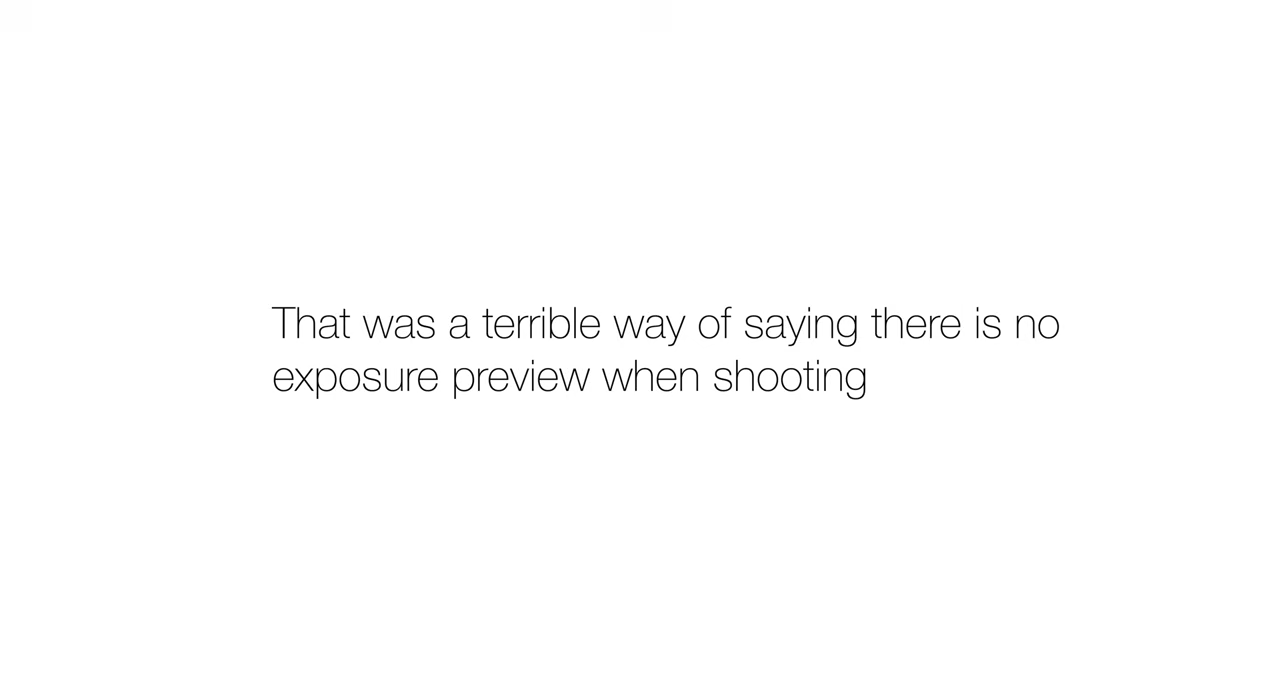 That was a terrible way of saying there is no
exposure preview when shooting